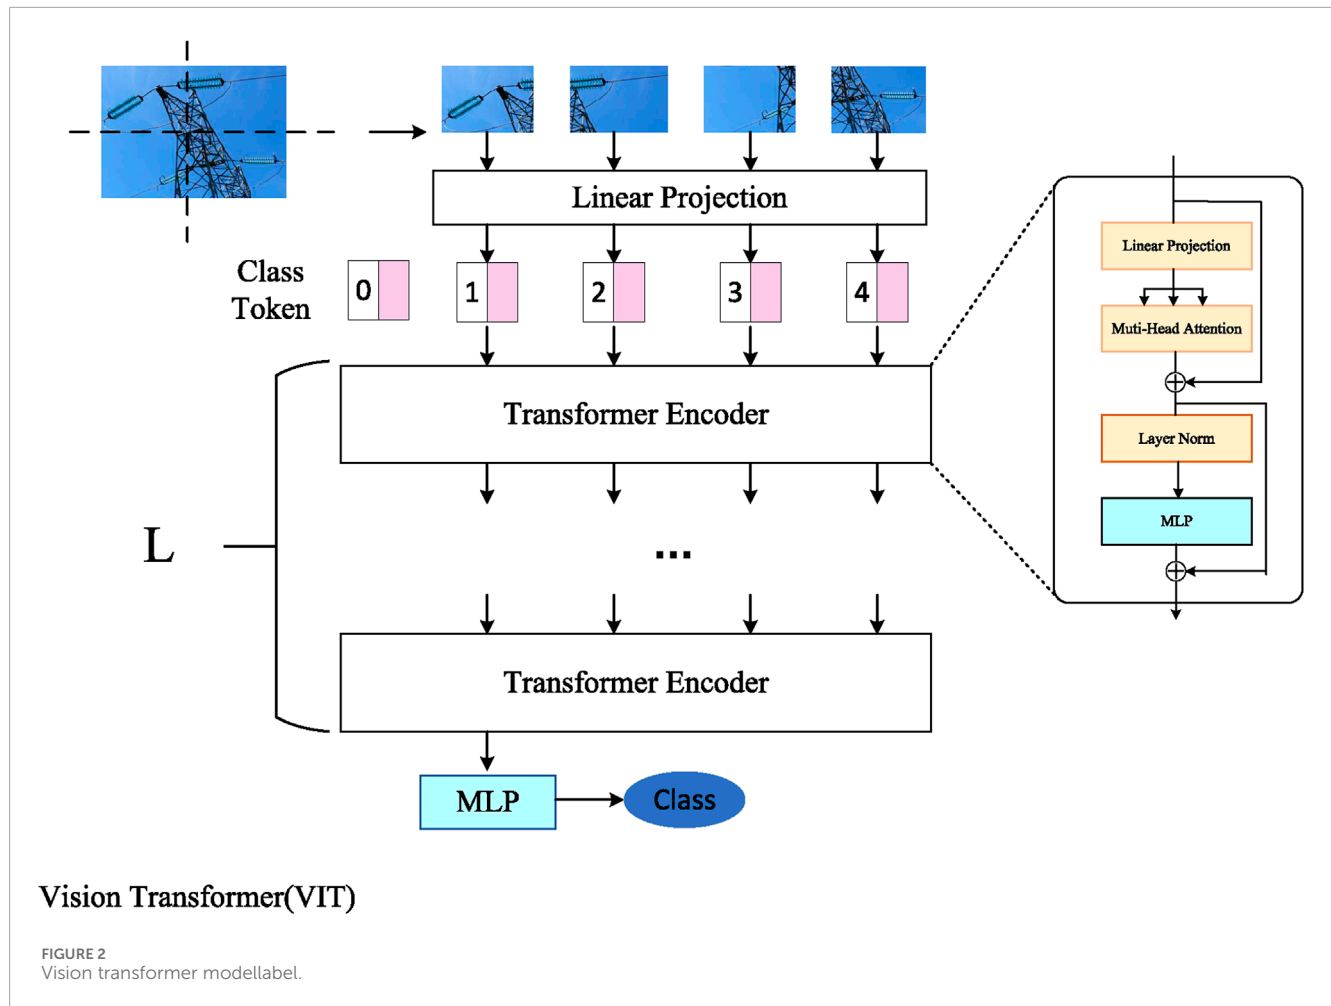 Linear Projection
Class
Token
0
1
2
3
4
Transformer Encoder
L
...
Transformer Encoder
MLP
Class
Linear Projection
Muti-Head Attention
Layer Norm
MLP
Vision Transformer(VIT)
FIGURE 2
Vision transformer modellabel.